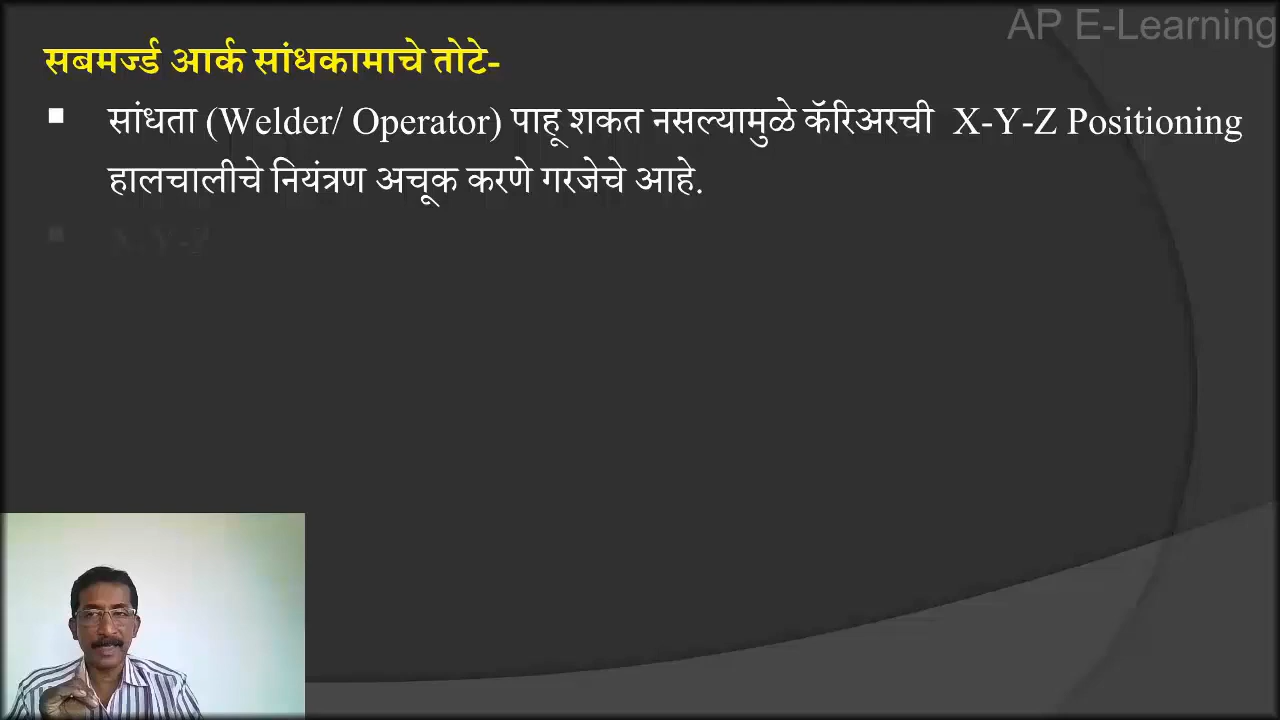 AP E-Learning
सबमर्ज्ड आर्क सांधकामाचे तोटे-
▪ सांधता (Welder/ Operator) पाहू शकत नसल्यामुळे कॅरिअरची X-Y-Z Positioning
हालचालीचे नियंत्रण अचूक करणे गरजेचे आहे.
▪ X-Y-Z